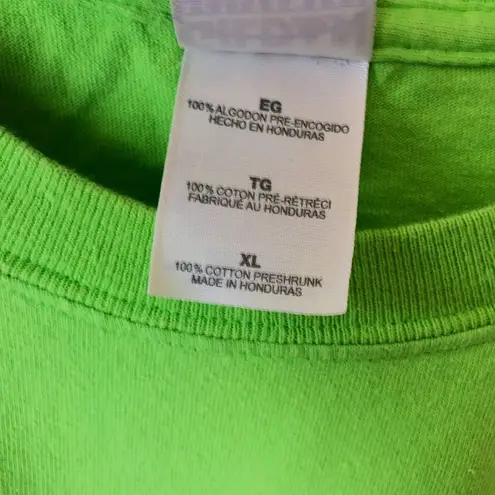 EG
100% ALGODON PRE-ENCOGIDO
HECHO EN HONDURAS
TG
100% COTON PRÉ-RÉTRÉCI
FABRIQUÉ AU HONDURAS
XL
100% COTTON PRESHRUNK
MADE IN HONDURAS